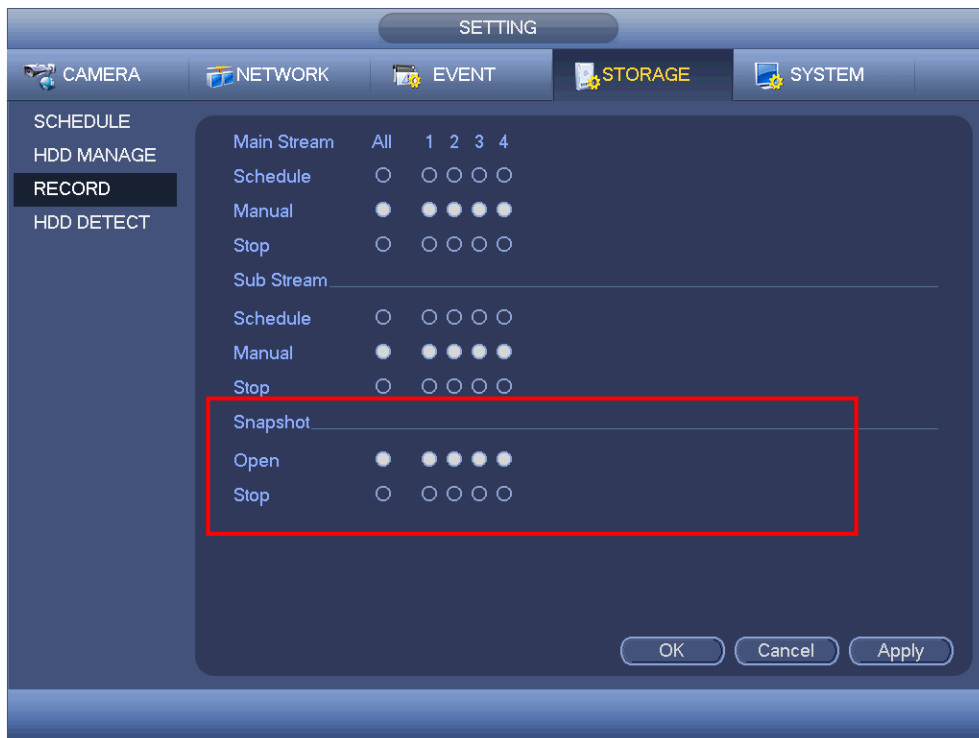 SETTING
CAMERA NETWORK EVENT STORAGE SYSTEM
SCHEDULE
HDD MANAGE
RECORD
HDD DETECT
Main Stream All 1 2 3 4
Schedule
Manual
Stop
Sub Stream
Schedule
Manual
Stop
Snapshot
Open
Stop
OK Cancel Apply